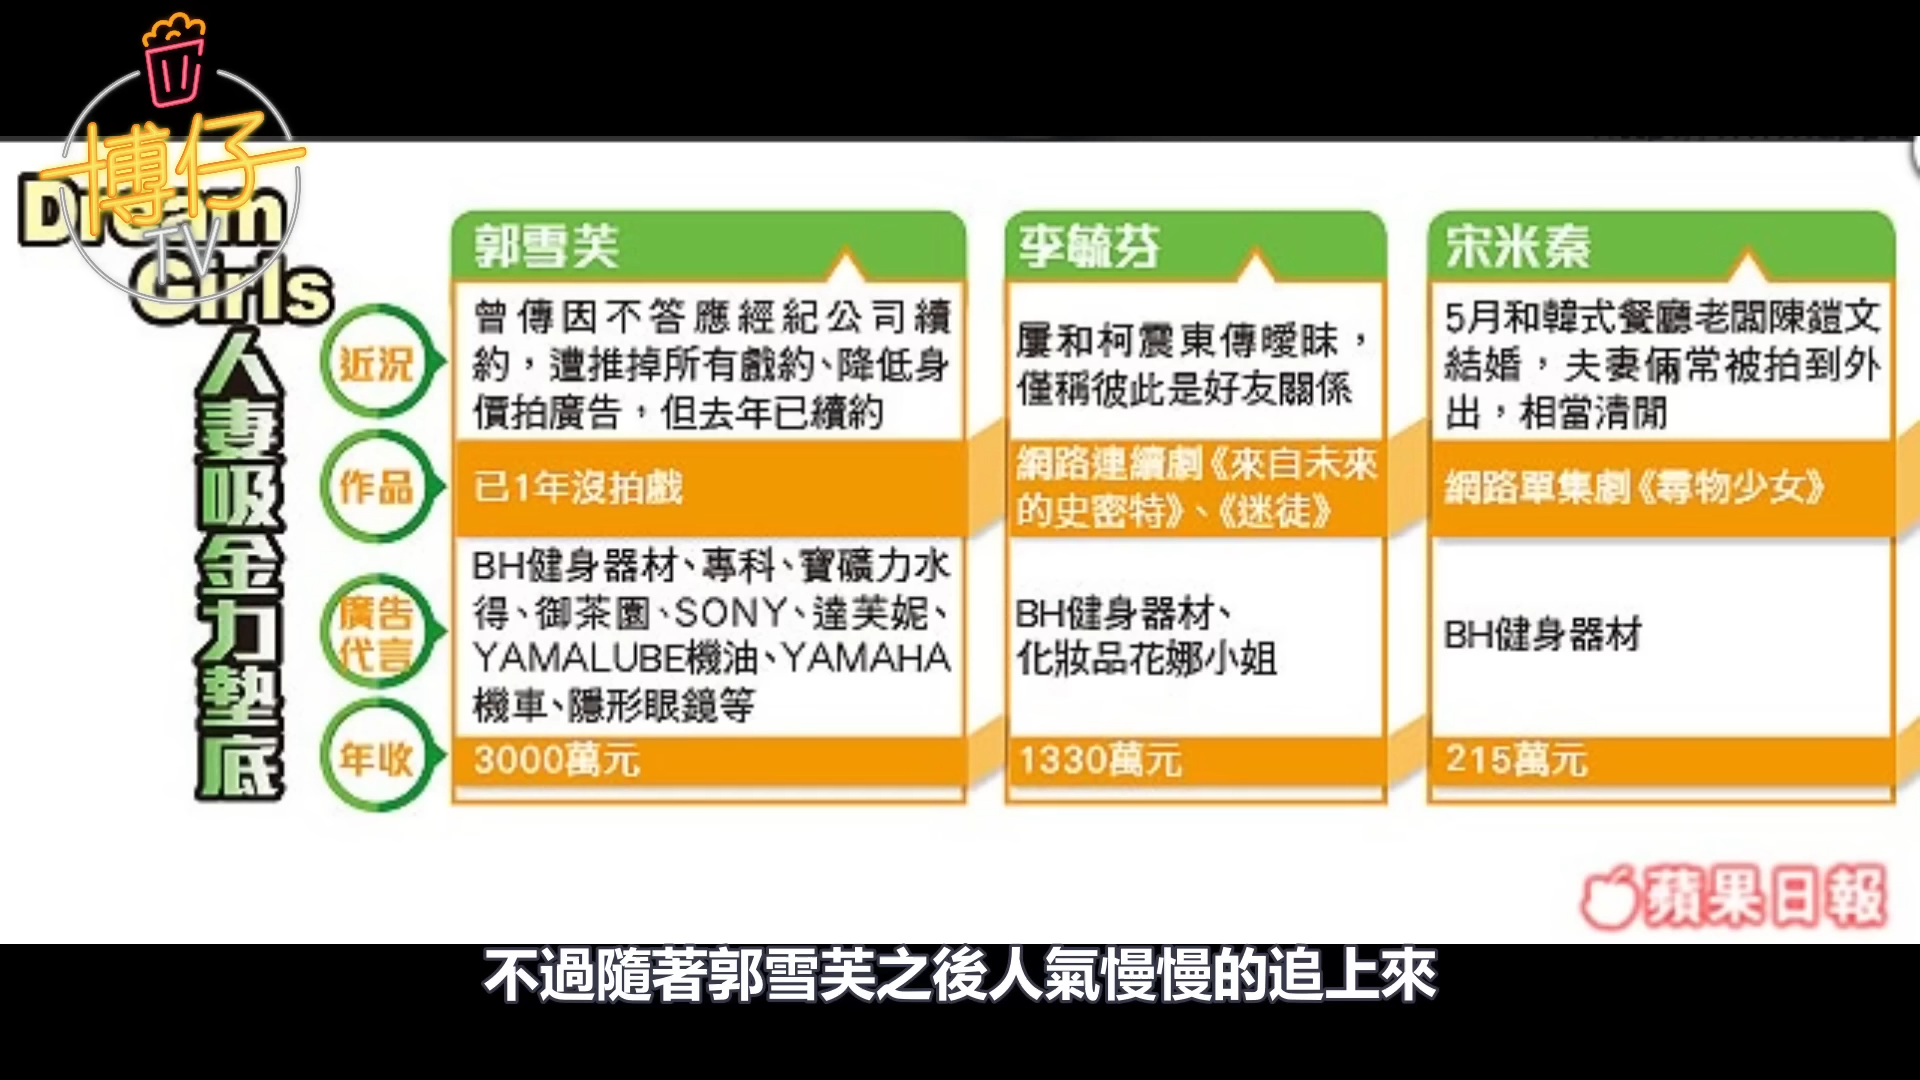 博仔
TV
Dream
Girls
人妻吸金力墊底
郭雪芙
李毓芬
宋米秦
近況
曾傳因不答應經紀公司續
約，遭推掉所有戲約、降低身
價拍廣告，但去年已續約
屢和柯震東傳曖昧，
僅稱彼此是好友關係
5月和韓式餐廳老闆陳鎧文
結婚，夫妻倆常被拍到外
出，相當清閒
作品
已1年沒拍戲
網路連續劇《來自未來
的史密特》、《迷徒》
網路單集劇《尋物少女》
廣告
代言
BH健身器材、專科、寶礦力水
得、御茶園、SONY、達芙妮、
YAMALUBE機油、YAMAHA
機車、隱形眼鏡等
BH健身器材、
化妝品花娜小姐
BH健身器材
年收
3000萬元
1330萬元
215萬元
蘋果日報
不過隨著郭雪芙之後人氣慢慢的追上來